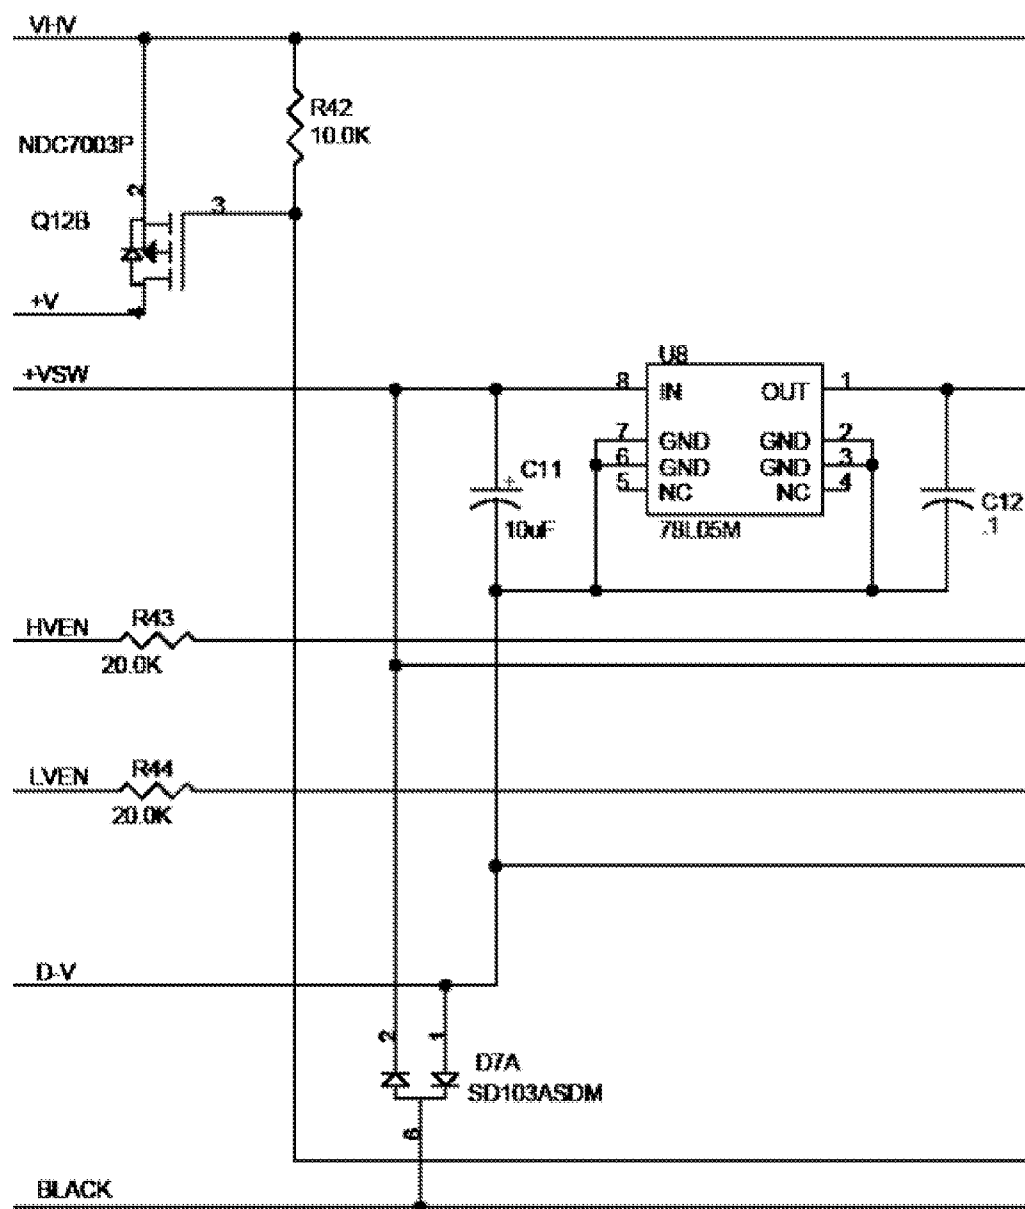 VHV
R42
10.0K
NDC7003P
2
3
Q12B
+V
1
+VSW
U8
8 IN OUT 1
7 GND GND 2
6 GND GND 3
5 NC NC 4
78L05M
C11
+
10uF
C12
.1
HVEN
R43
20.0K
LVEN
R44
20.0K
D-V
2
1
D7A
SD103ASDM
6
BLACK